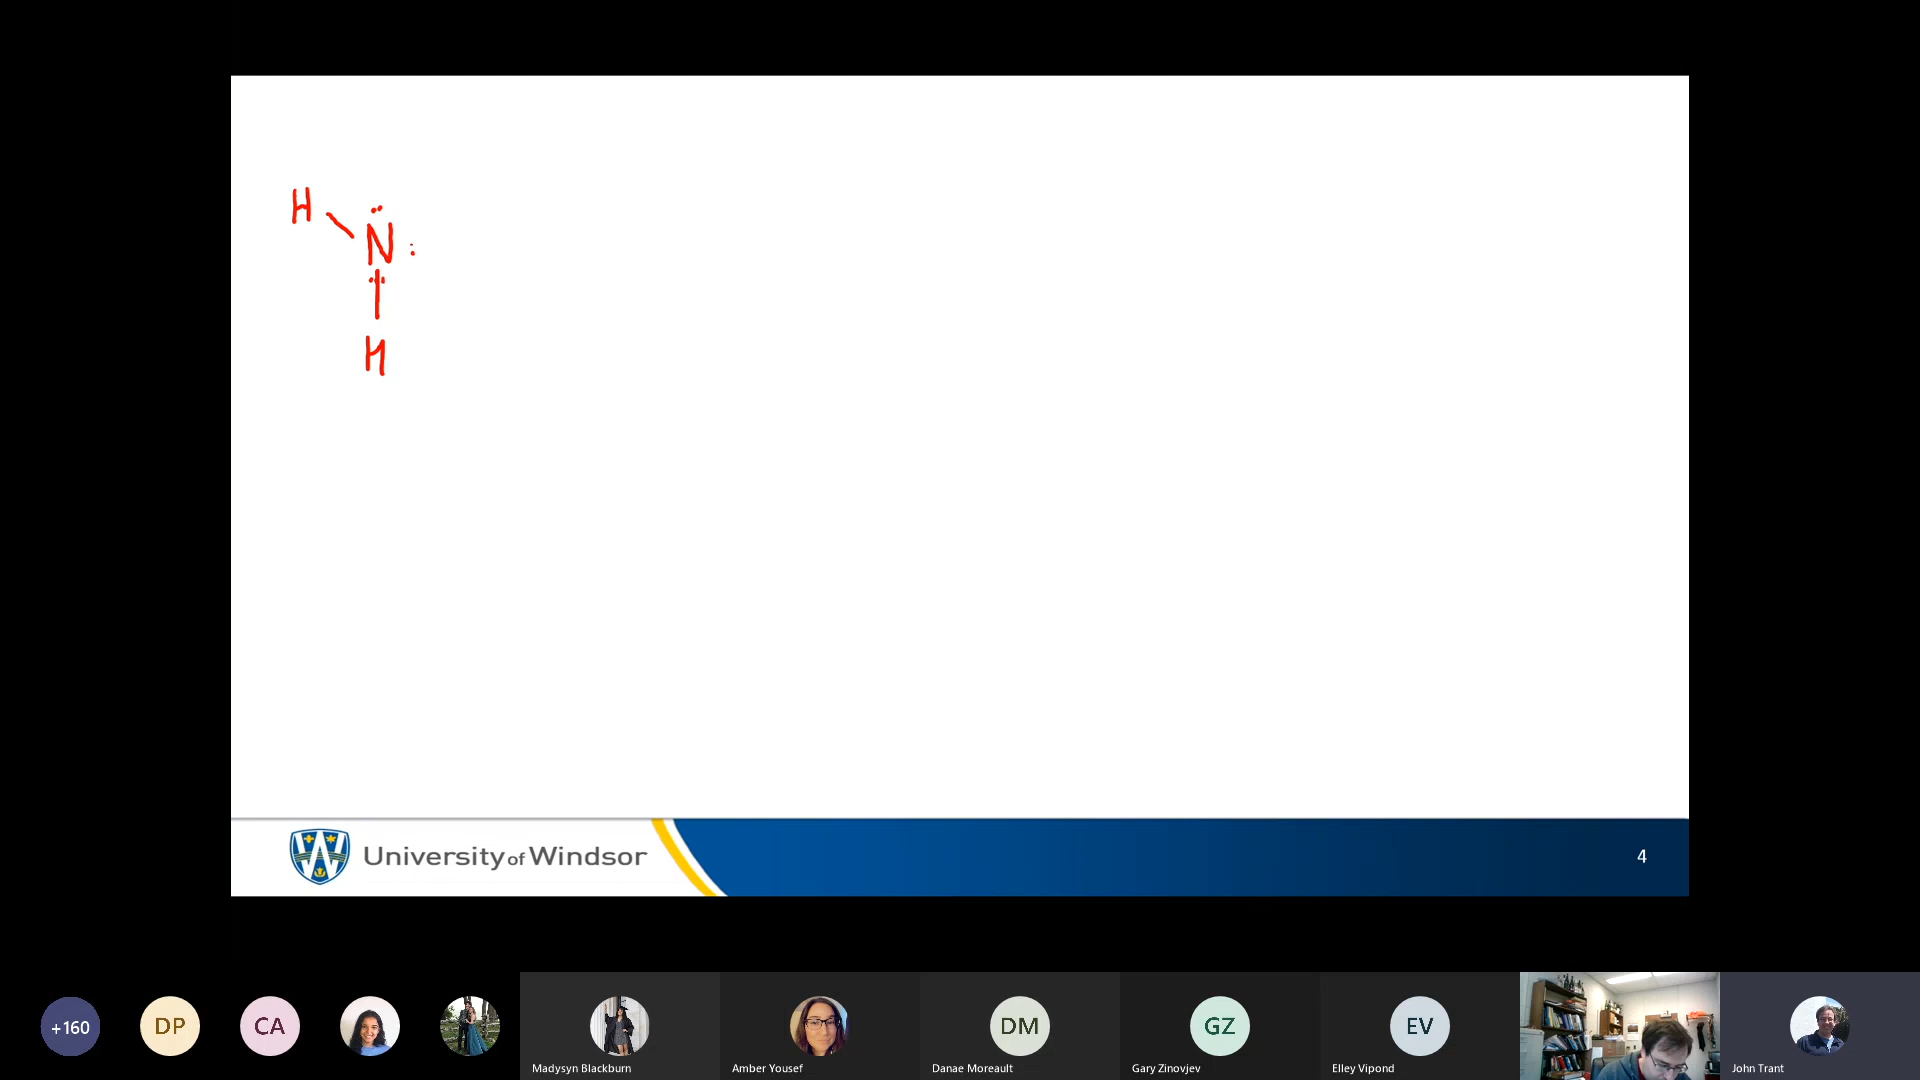 H
N
H
University of Windsor
4
+160
DP
CA
DM
GZ
EV
Madysyn Blackburn
Amber Yousef
Danae Moreault
Gary Zinovjev
Elley Vipond
John Trant